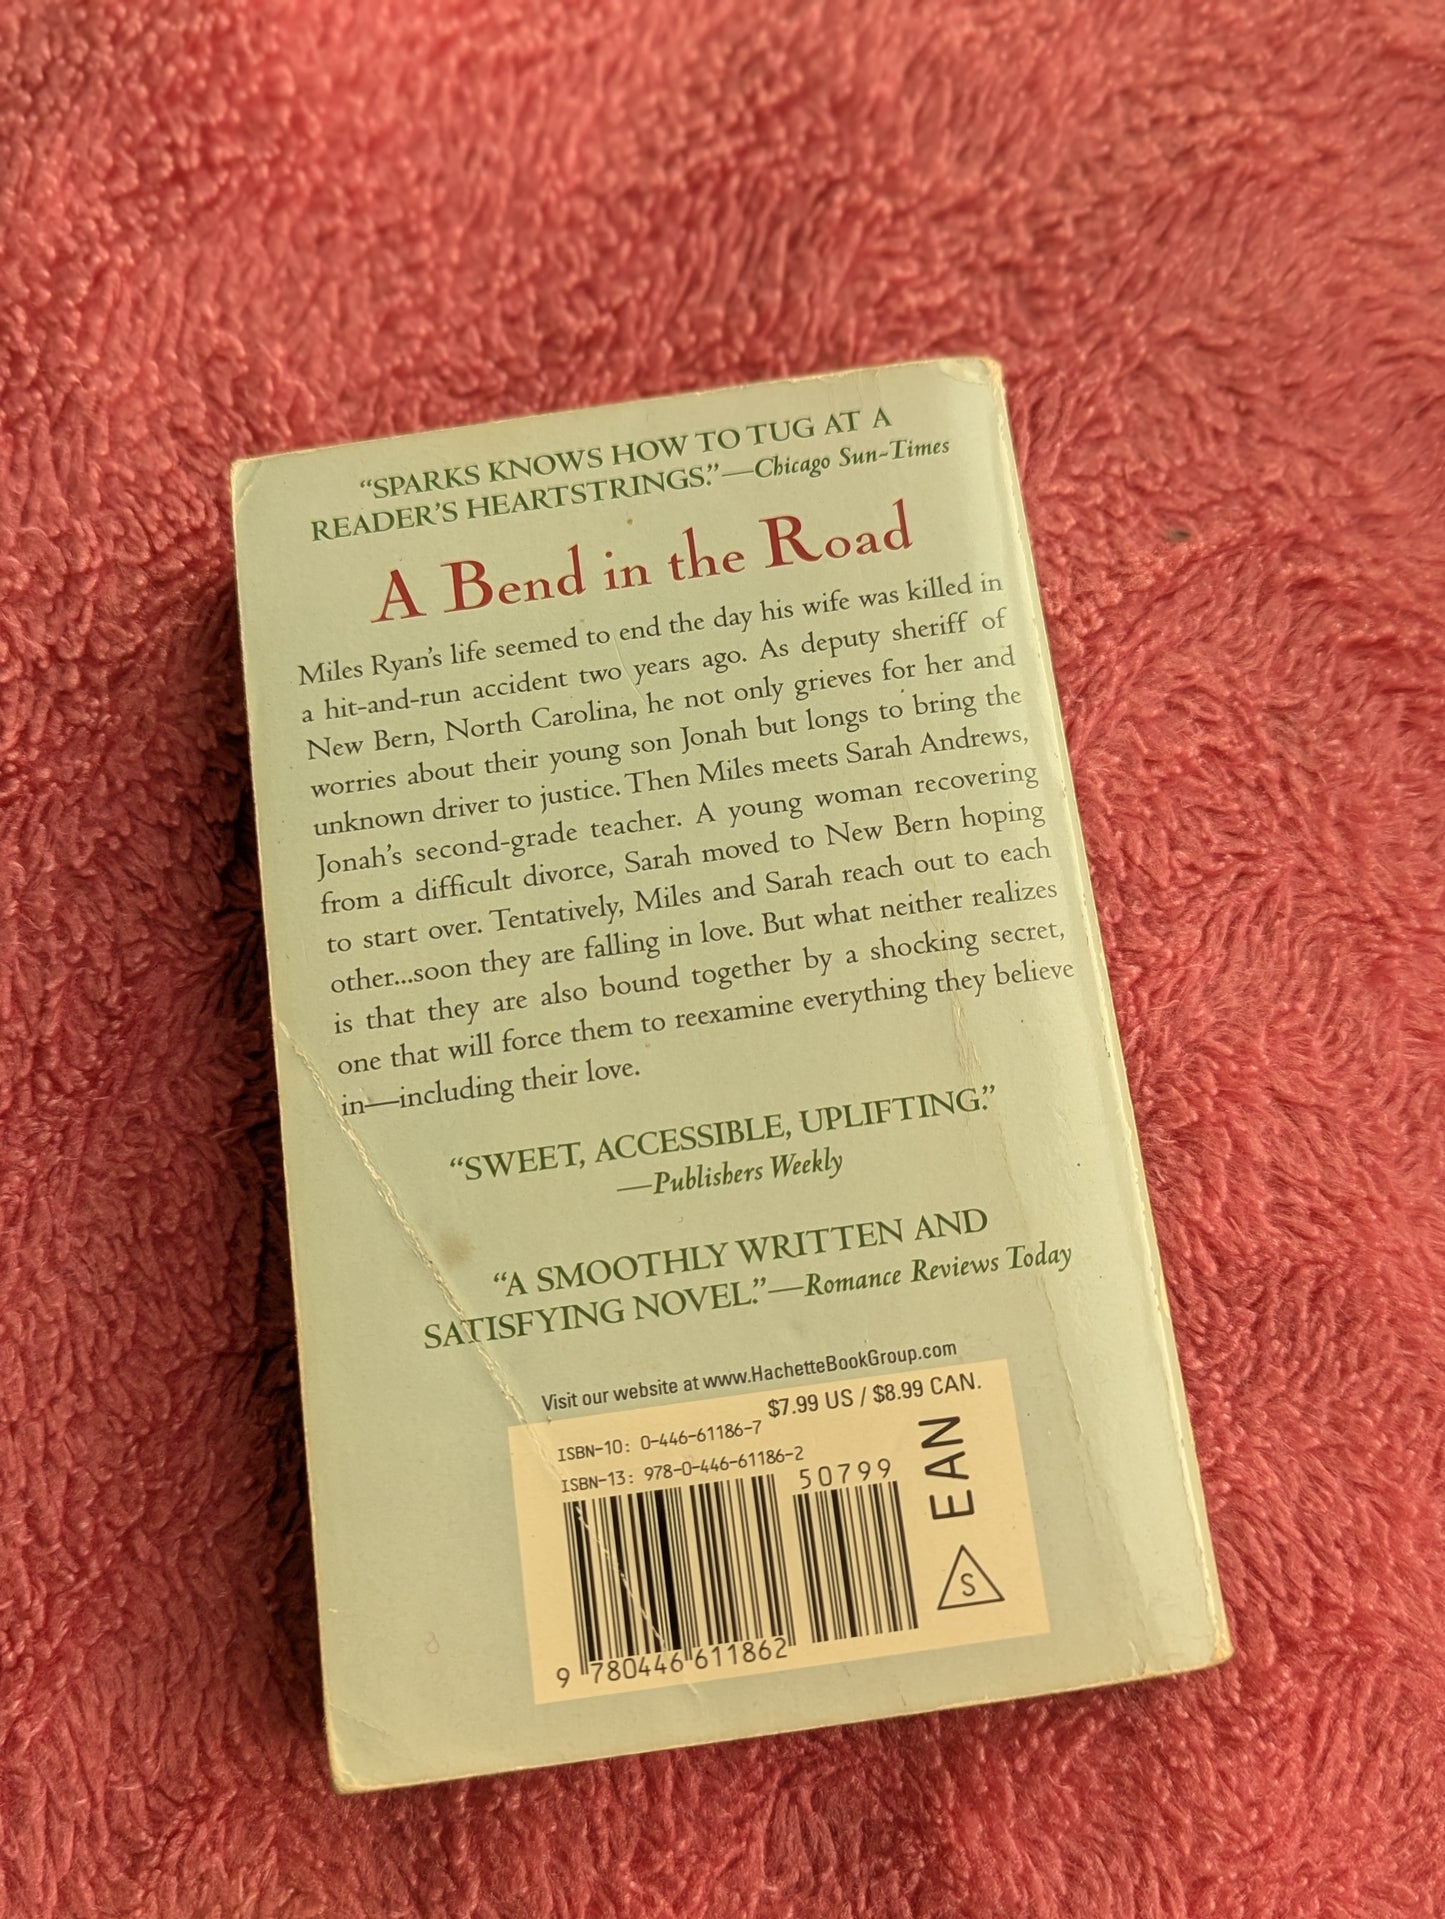 “SPARKS KNOWS HOW TO TUG AT A
READER’S HEARTSTRINGS.”—Chicago Sun-Times
A Bend in the Road
Miles Ryan’s life seemed to end the day his wife was killed in
a hit-and-run accident two years ago. As deputy sheriff of
New Bern, North Carolina, he not only grieves for her and
worries about their young son Jonah but longs to bring the
unknown driver to justice. Then Miles meets Sarah Andrews,
Jonah’s second-grade teacher. A young woman recovering
from a difficult divorce, Sarah moved to New Bern hoping
to start over. Tentatively, Miles and Sarah reach out to each
other...soon they are falling in love. But what neither realizes
is that they are also bound together by a shocking secret,
one that will force them to reexamine everything they believe
in—including their love.
“SWEET, ACCESSIBLE, UPLIFTING.”
—Publishers Weekly
“A SMOOTHLY WRITTEN AND
SATISFYING NOVEL.”—Romance Reviews Today
Visit our website at www.HachetteBookGroup.com
$7.99 US / $8.99 CAN.
ISBN-10: 0-446-61186-7
ISBN-13: 978-0-446-61186-2
50799
EAN
S
9 780446 611862